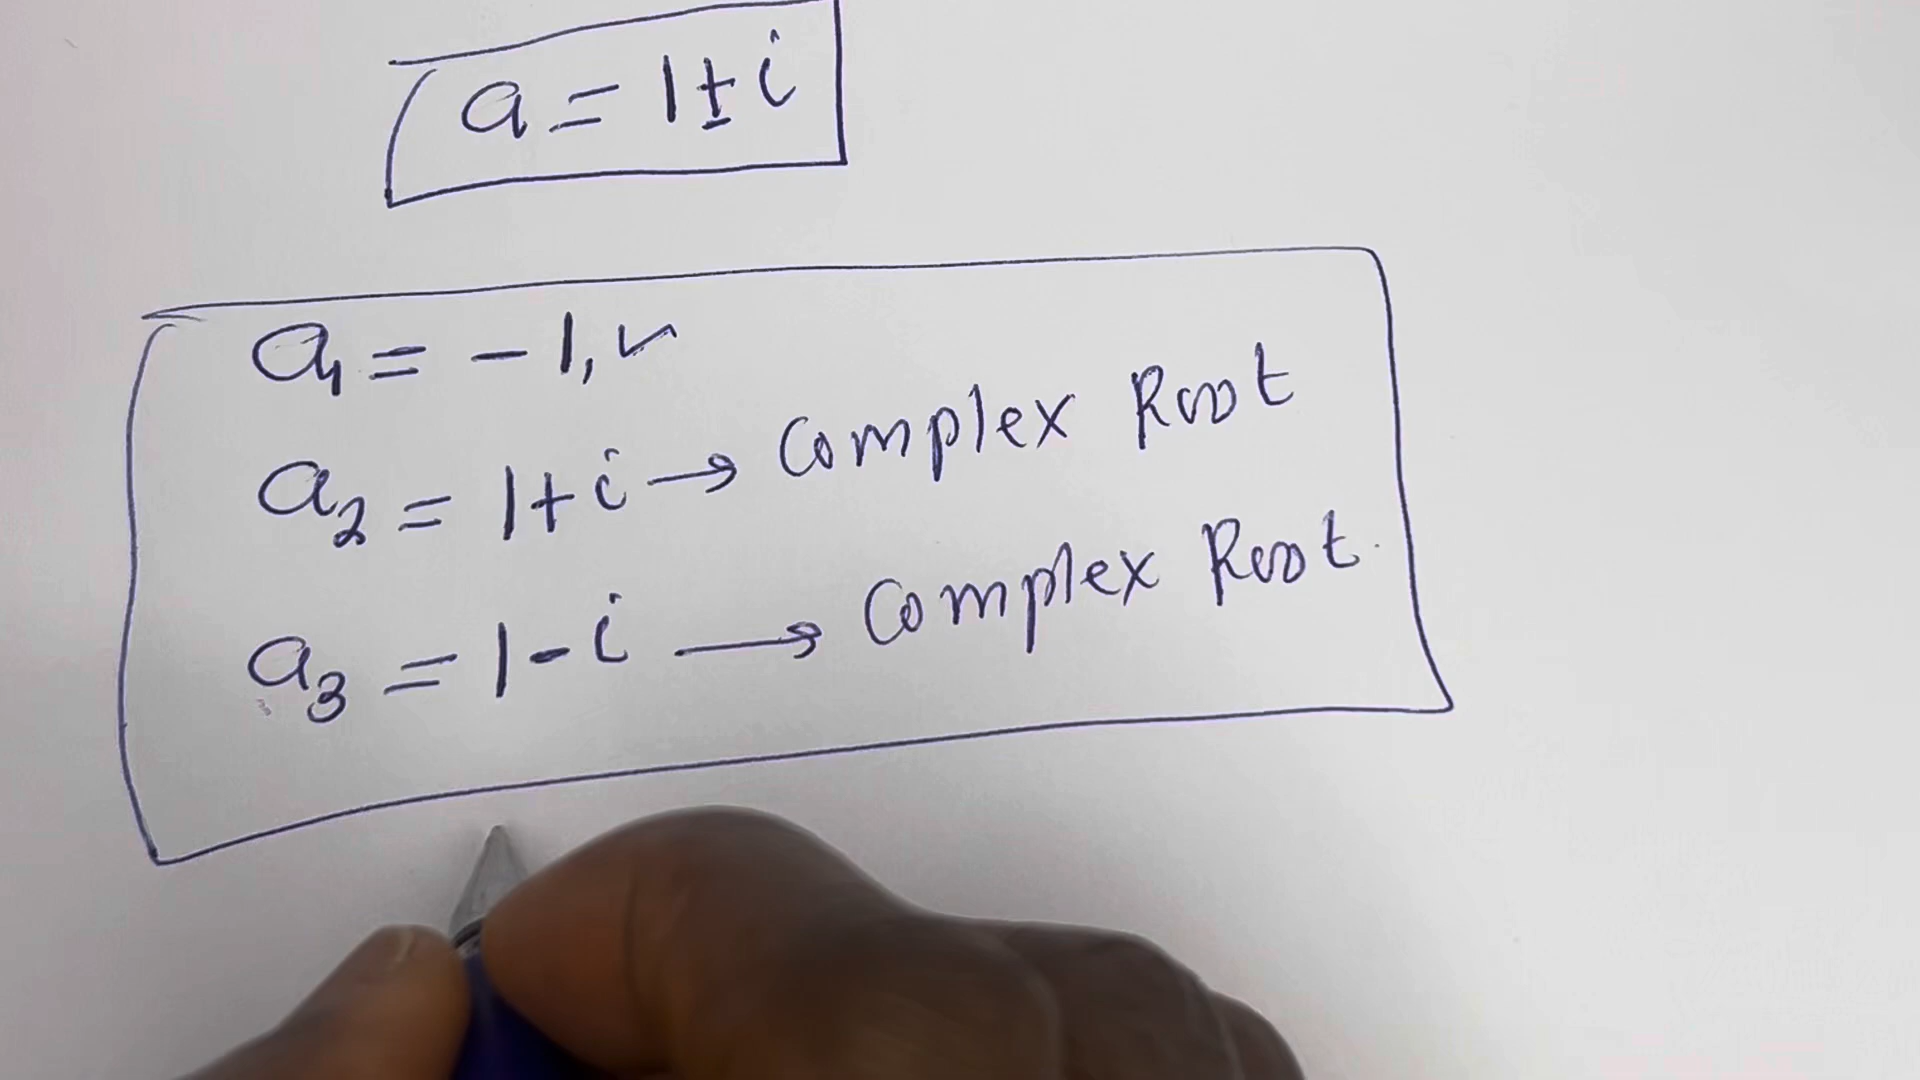 a = 1 ± i
a₁ = - 1, ✓
a₂ = 1 + i → Complex Root
a₃ = 1 - i → Complex Root.